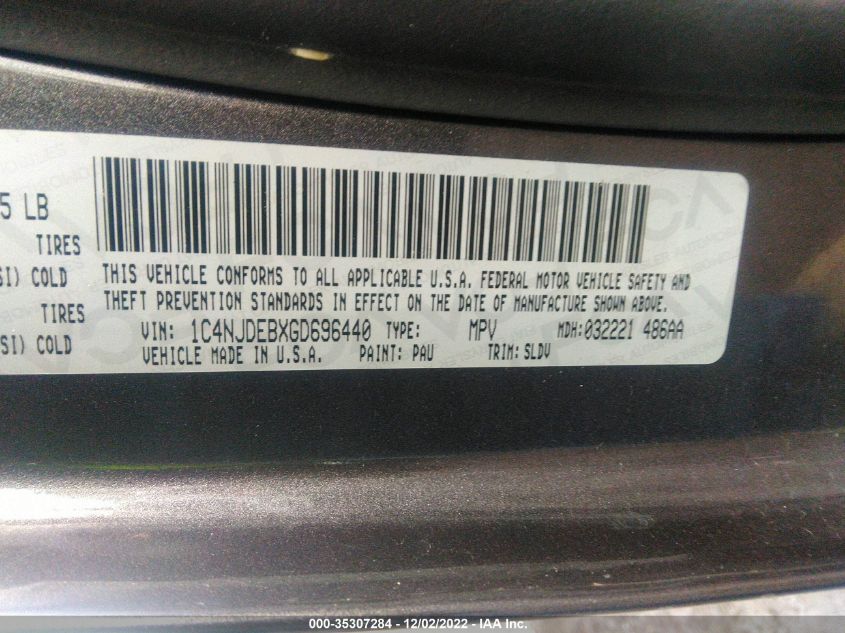 5 LB
TIRES
SI) COLD
TIRES
SI) COLD
THIS VEHICLE CONFORMS TO ALL APPLICABLE U.S.A. FEDERAL MOTOR VEHICLE SAFETY AND
THEFT PREVENTION STANDARDS IN EFFECT ON THE DATE OF MANUFACTURE SHOWN ABOVE.
VIN: 1C4NJDEBXGD696440 TYPE: MPV MDH:032221 486AA
VEHICLE MADE IN U.S.A. PAINT: PAU TRIM: SLDV
000-35307284 - 12/02/2022 - IAA Inc.